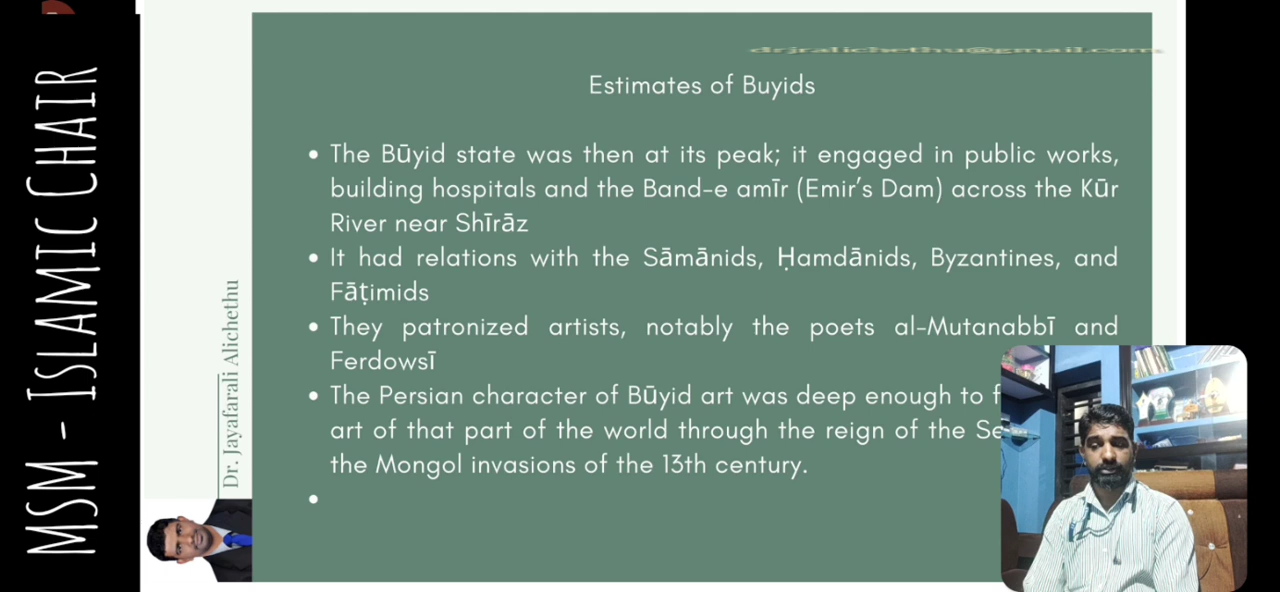 MSM - ISLAMIC CHAIR
Dr. Jayafarali Alichethu
drjralichethu@gmail.com
Estimates of Buyids
• The Būyid state was then at its peak; it engaged in public works,
building hospitals and the Band-e amīr (Emir's Dam) across the Kūr
River near Shīrāz
• It had relations with the Sāmānids, Ḥamdānids, Byzantines, and
Fāṭimids
• They patronized artists, notably the poets al-Mutanabbī and
Ferdowsī
• The Persian character of Būyid art was deep enough to
art of that part of the world through the reign of the
the Mongol invasions of the 13th century.
•